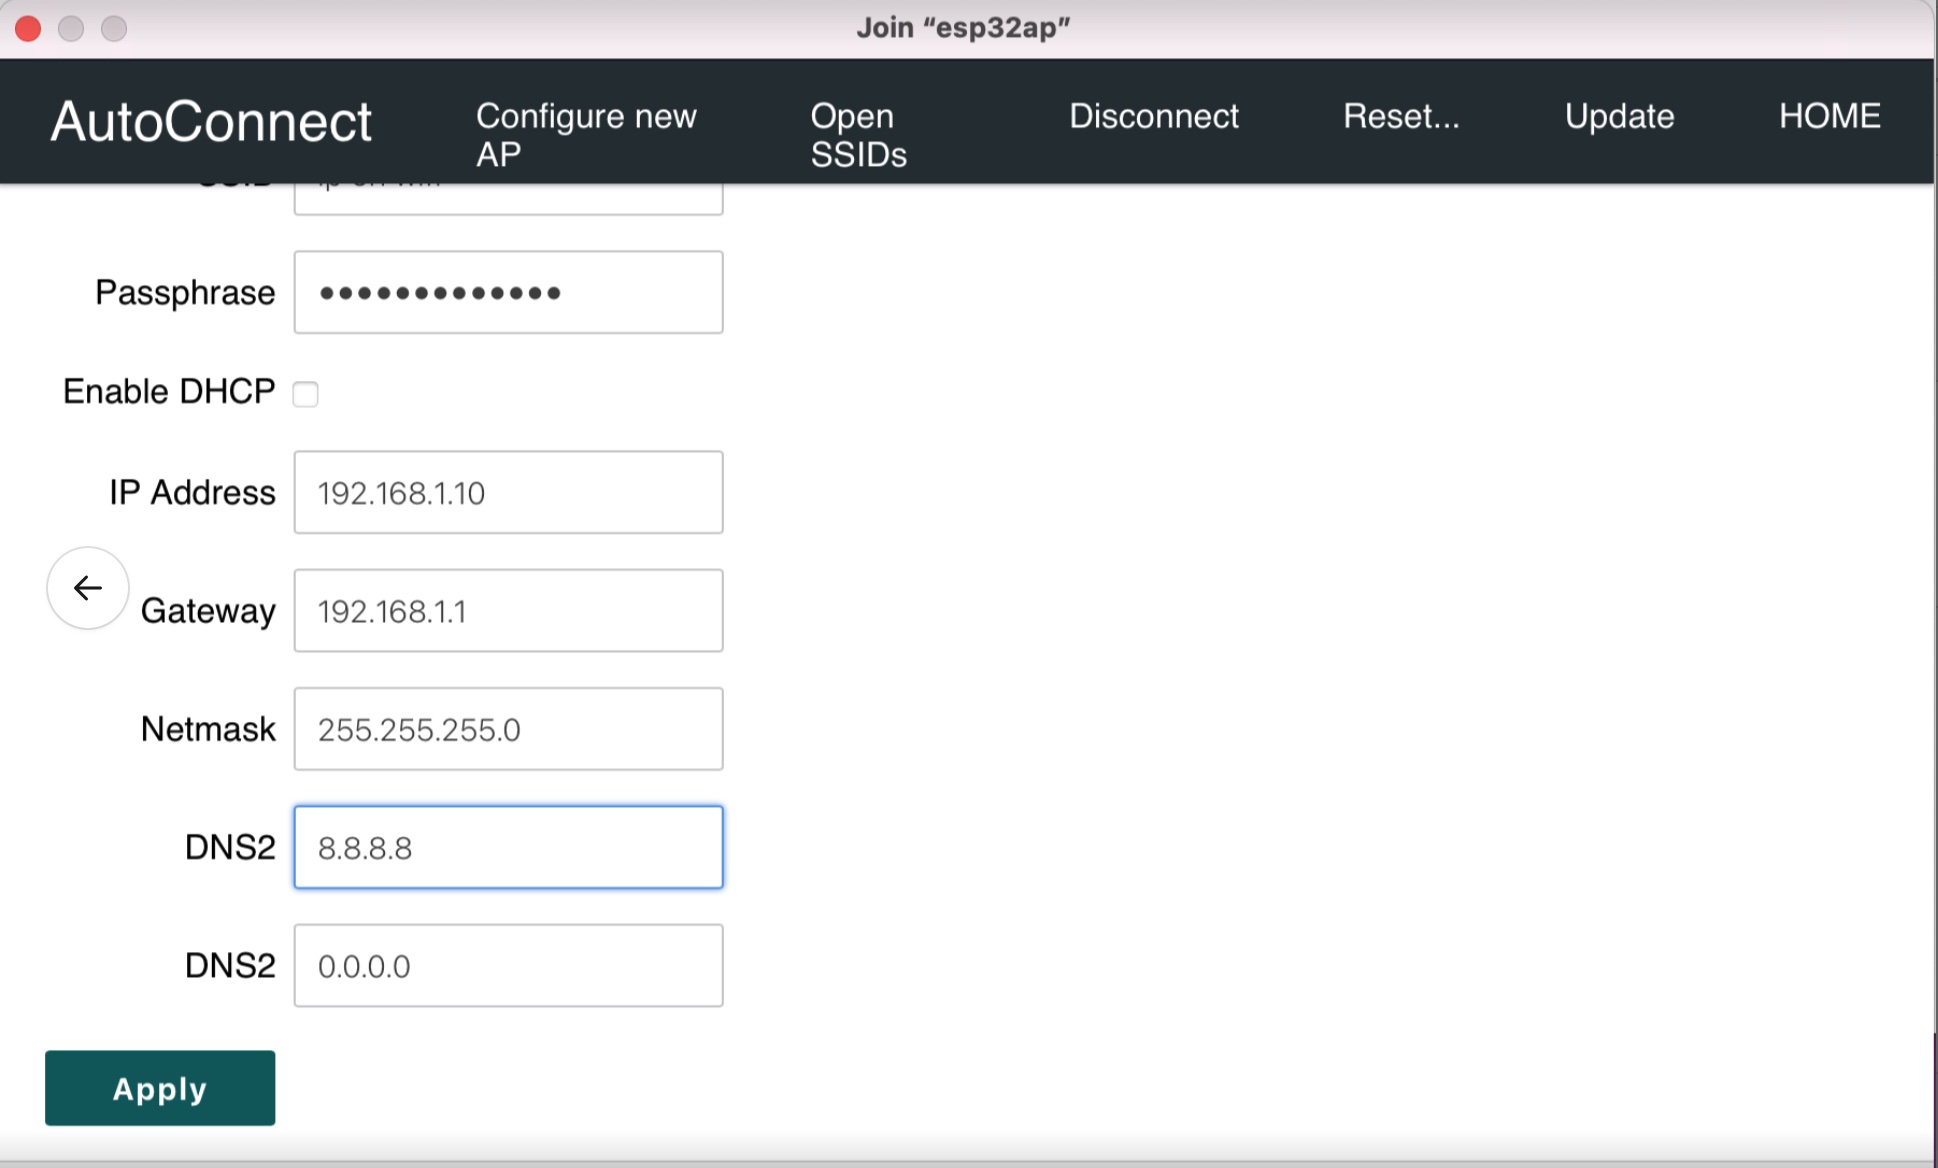 Join “esp32ap”
AutoConnect
Configure new
AP
Open
SSIDs
Disconnect
Reset...
Update
HOME
Passphrase
•••••••••••••
Enable DHCP
IP Address 192.168.1.10
Gateway 192.168.1.1
Netmask 255.255.255.0
DNS2 8.8.8.8
DNS2 0.0.0.0
Apply